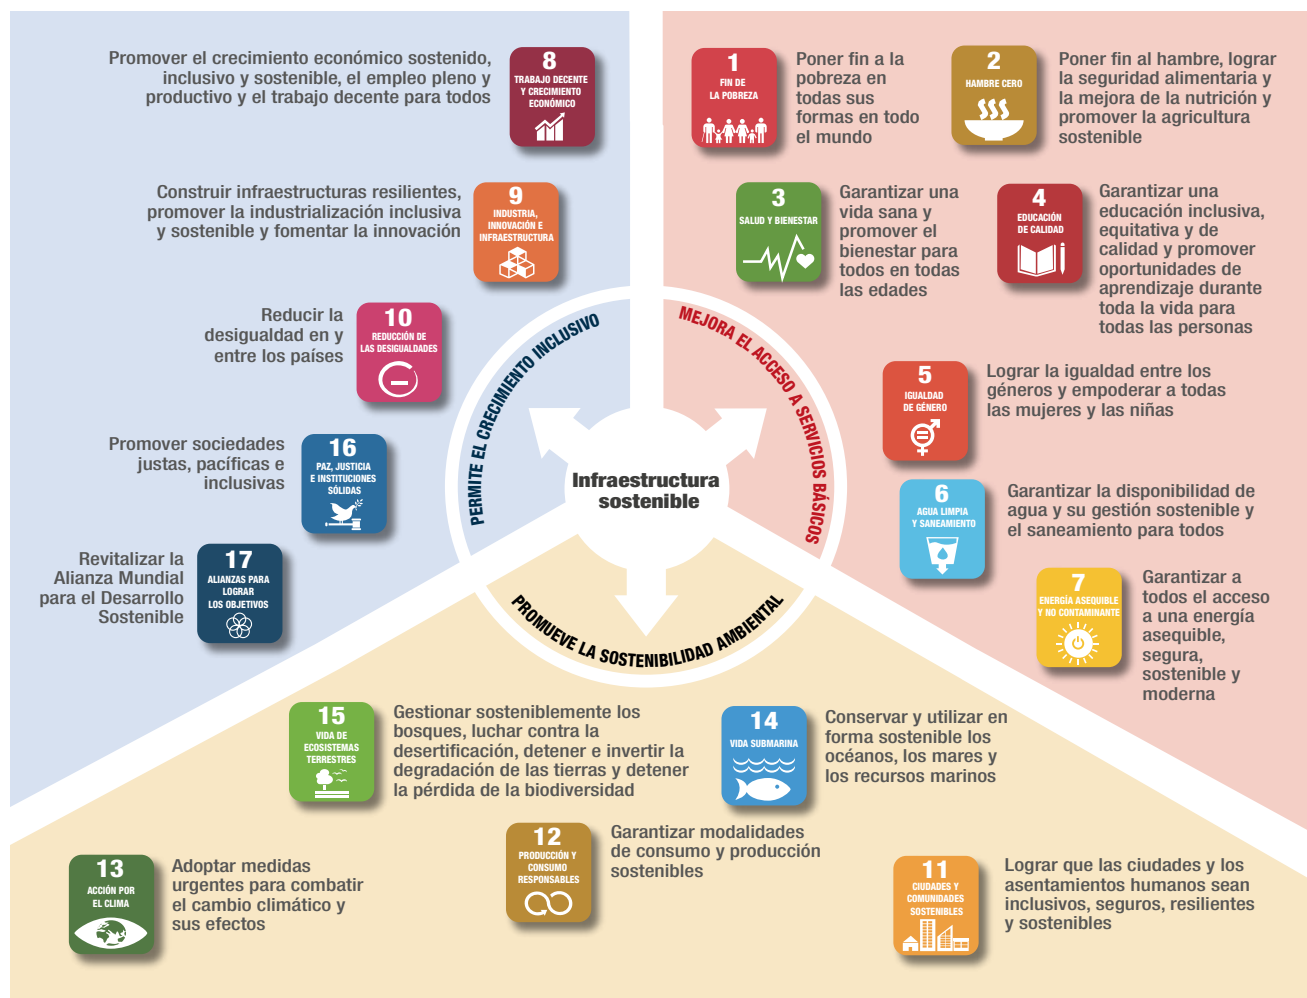 Promover el crecimiento económico sostenido,
inclusivo y sostenible, el empleo pleno y
productivo y el trabajo decente para todos
8
TRABAJO DECENTE
Y CRECIMIENTO
ECONÓMICO
Construir infraestructuras resilientes,
promover la industrialización inclusiva
y sostenible y fomentar la innovación
9
INDUSTRIA,
INNOVACIÓN E
INFRAESTRUCTURA
Reducir la
desigualdad en y
entre los países
10
REDUCCIÓN DE
LAS DESIGUALDADES
Promover sociedades
justas, pacíficas e
inclusivas
16
PAZ, JUSTICIA
E INSTITUCIONES
SÓLIDAS
Revitalizar la
Alianza Mundial
para el Desarrollo
Sostenible
17
ALIANZAS PARA
LOGRAR
LOS OBJETIVOS
1
FIN DE
LA POBREZA
Poner fin a la
pobreza en
todas sus
formas en todo
el mundo
2
HAMBRE CERO
Poner fin al hambre, lograr
la seguridad alimentaria y
la mejora de la nutrición y
promover la agricultura
sostenible
3
SALUD Y BIENESTAR
Garantizar una
vida sana y
promover el
bienestar para
todos en todas
las edades
4
EDUCACIÓN
DE CALIDAD
Garantizar una
educación inclusiva,
equitativa y de
calidad y promover
oportunidades de
aprendizaje durante
toda la vida para
todas las personas
5
IGUALDAD
DE GÉNERO
Lograr la igualdad entre los
géneros y empoderar a todas
las mujeres y las niñas
6
AGUA LIMPIA
Y SANEAMIENTO
Garantizar la disponibilidad de
agua y su gestión sostenible y
el saneamiento para todos
7
ENERGÍA ASEQUIBLE
Y NO CONTAMINANTE
Garantizar a
todos el acceso
a una energía
asequible,
segura,
sostenible y
moderna
PERMITE EL CRECIMIENTO INCLUSIVO
MEJORA EL ACCESO A SERVICIOS BÁSICOS
Infraestructura
sostenible
PROMUEVE LA SOSTENIBILIDAD AMBIENTAL
15
VIDA DE
ECOSISTEMAS
TERRESTRES
Gestionar sosteniblemente los
bosques, luchar contra la
desertificación, detener e invertir la
degradación de las tierras y detener
la pérdida de la biodiversidad
14
VIDA SUBMARINA
Conservar y utilizar en
forma sostenible los
océanos, los mares y
los recursos marinos
13
ACCIÓN POR
EL CLIMA
Adoptar medidas
urgentes para combatir
el cambio climático y
sus efectos
12
PRODUCCIÓN Y
CONSUMO
RESPONSABLES
Garantizar modalidades
de consumo y producción
sostenibles
11
CIUDADES Y
COMUNIDADES
SOSTENIBLES
Lograr que las ciudades y los
asentamientos humanos sean
inclusivos, seguros, resilientes
y sostenibles